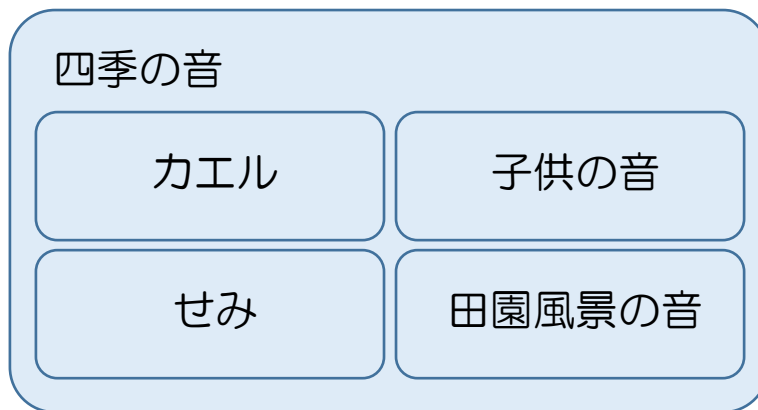 四季の音
カエル
子供の音
せみ
田園風景の音